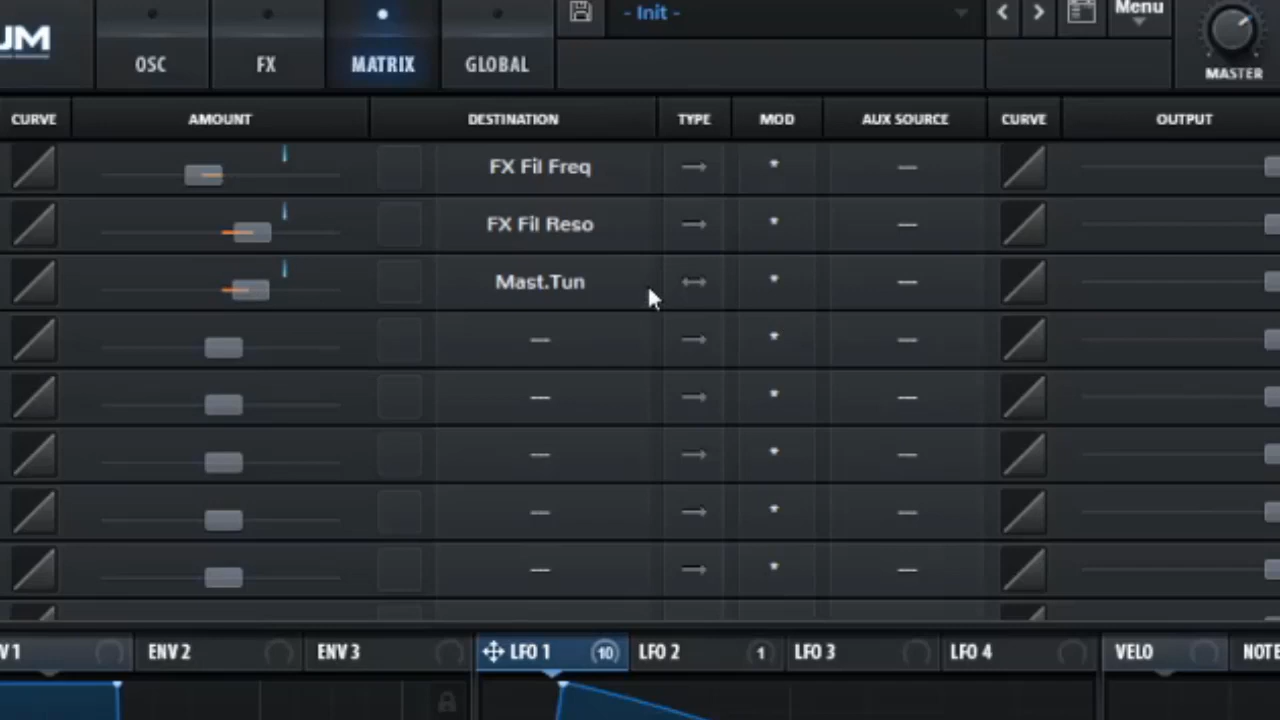 UM
- Init -
Menu
OSC
FX
MATRIX
GLOBAL
MASTER
CURVE
AMOUNT
DESTINATION
TYPE
MOD
AUX SOURCE
CURVE
OUTPUT
FX Fil Freq
*
—
FX Fil Reso
*
—
Mast.Tun
*
—
—
*
—
—
*
—
—
*
—
—
*
—
—
*
—
V 1
ENV 2
ENV 3
LFO 1
10
LFO 2
1
LFO 3
LFO 4
VELO
NOTE